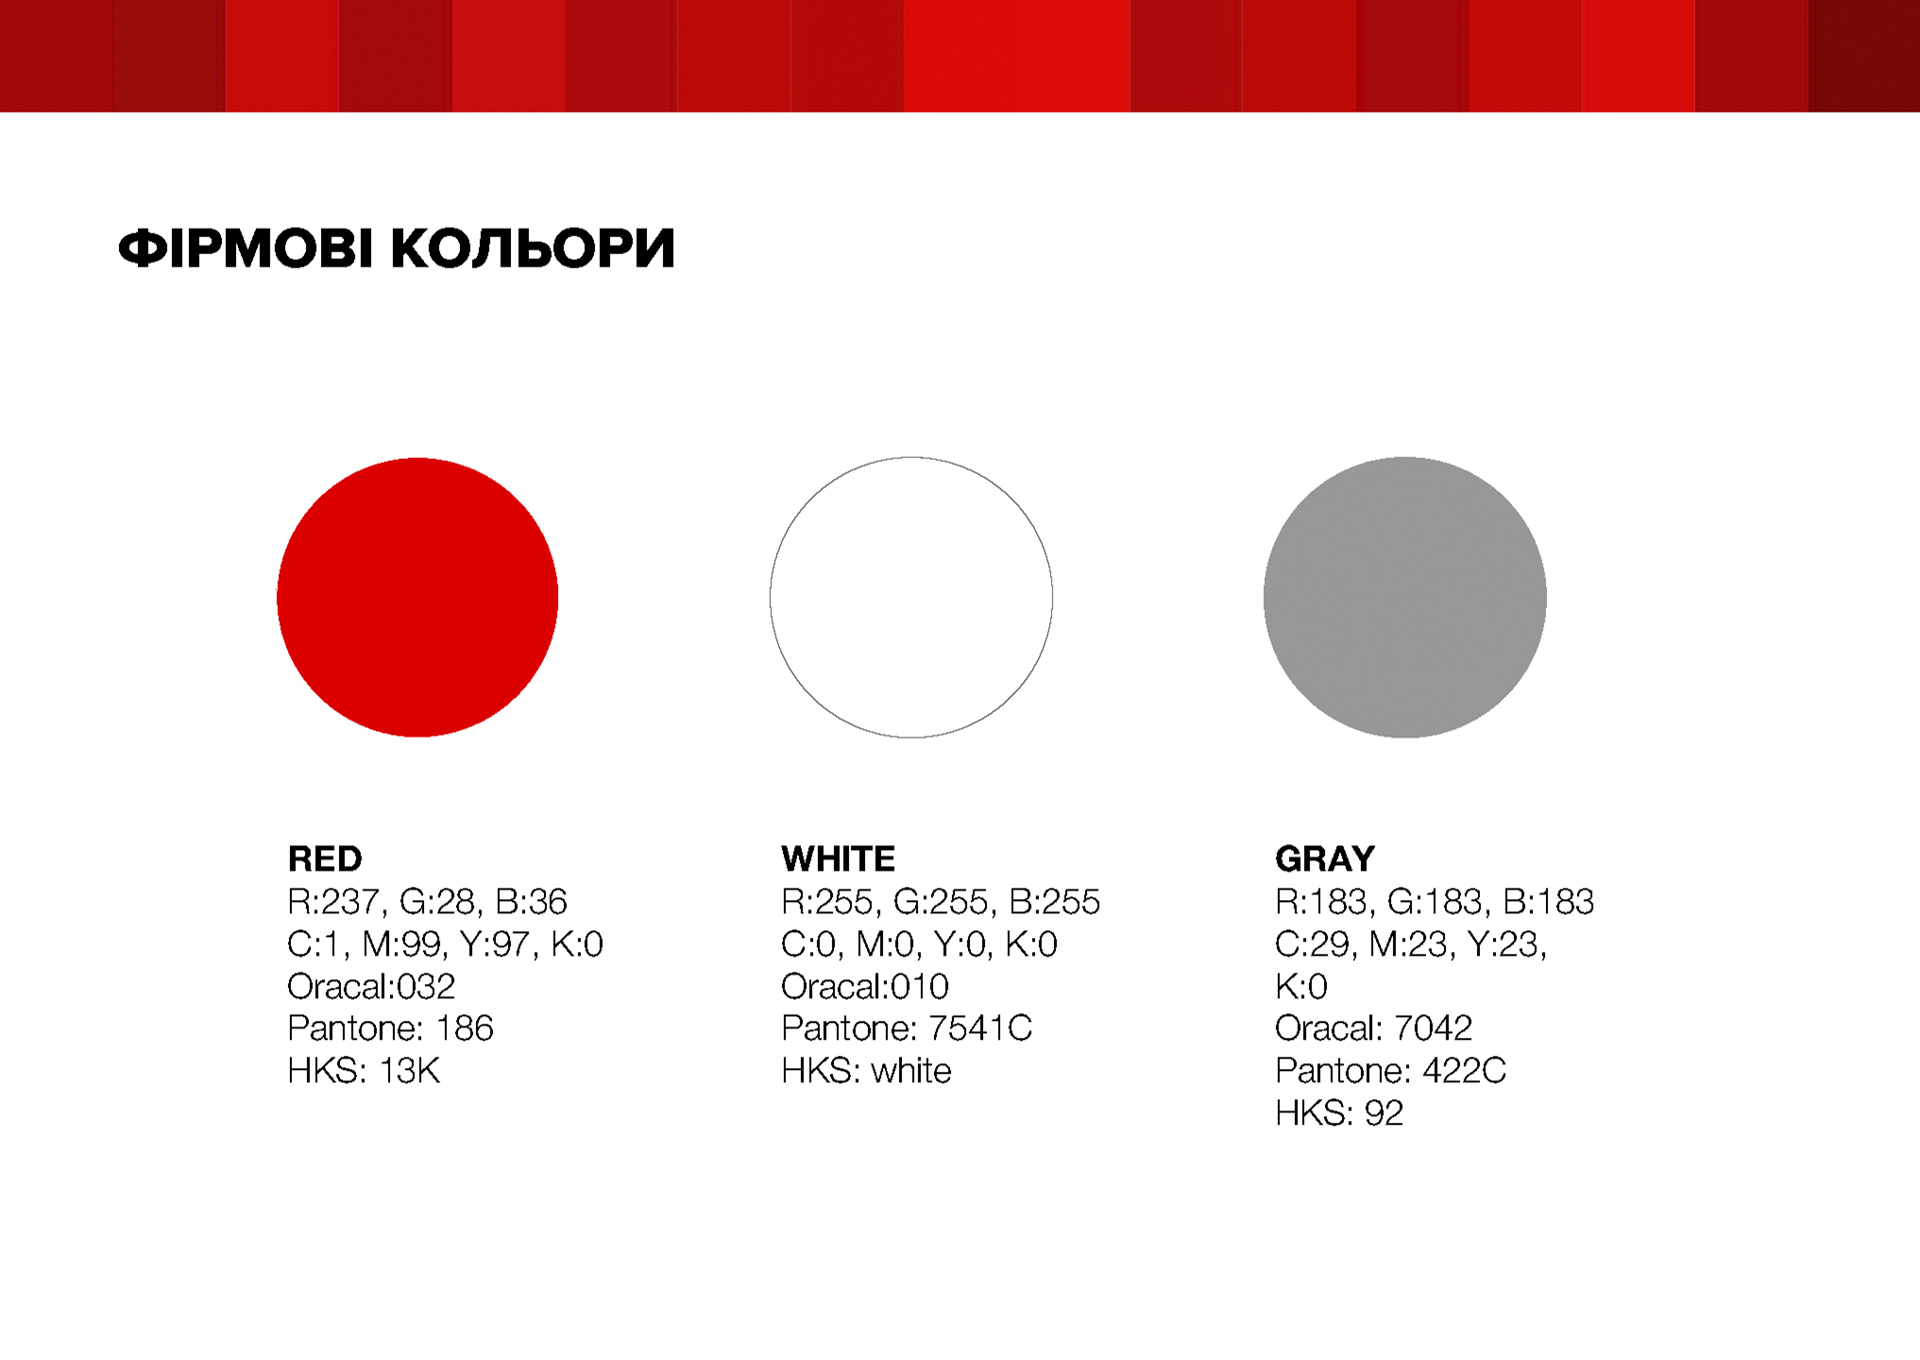 ФІРМОВІ КОЛЬОРИ
RED
R:237, G:28, B:36
C:1, M:99, Y:97, K:0
Oracal:032
Pantone: 186
HKS: 13K
WHITE
R:255, G:255, B:255
C:0, M:0, Y:0, K:0
Oracal:010
Pantone: 7541C
HKS: white
GRAY
R:183, G:183, B:183
C:29, M:23, Y:23,
K:0
Oracal: 7042
Pantone: 422C
HKS: 92